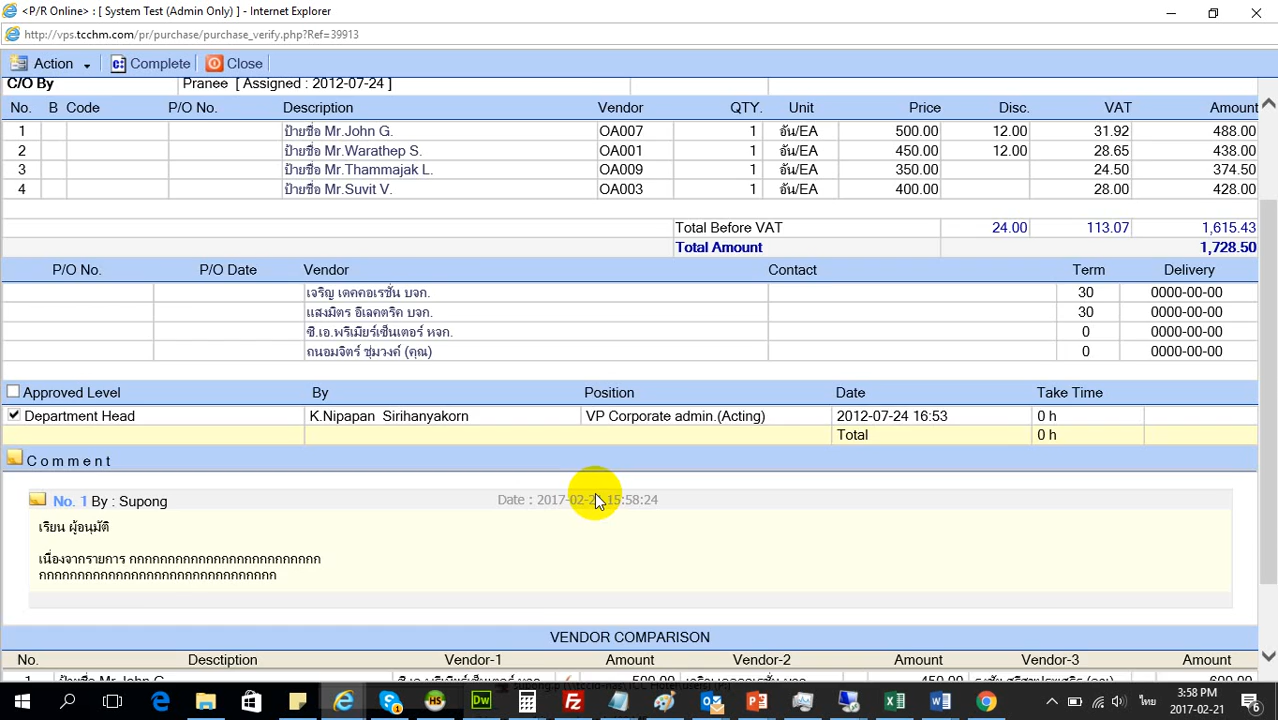 <P/R Online> : [ System Test (Admin Only) ] - Internet Explorer
http://vps.tcchm.com/pr/purchase/purchase_verify.php?Ref=39913
Action Complete Close
C/O By Pranee [ Assigned : 2012-07-24 ]
No. B Code P/O No. Description Vendor QTY. Unit Price Disc. VAT Amount
1 ป้ายชื่อ Mr.John G. OA007 1 อัน/EA 500.00 12.00 31.92 488.00
2 ป้ายชื่อ Mr.Warathep S. OA001 1 อัน/EA 450.00 12.00 28.65 438.00
3 ป้ายชื่อ Mr.Thammajak L. OA009 1 อัน/EA 350.00 24.50 374.50
4 ป้ายชื่อ Mr.Suvit V. OA003 1 อัน/EA 400.00 28.00 428.00
Total Before VAT 24.00 113.07 1,615.43
Total Amount 1,728.50
P/O No. P/O Date Vendor Contact Term Delivery
เจริญ เดคคอเรชั่น บจก. 30 0000-00-00
แสงมิตร อีเลคตริค บจก. 30 0000-00-00
ซี.เอ.พรีเมียร์เซ็นเตอร์ หจก. 0 0000-00-00
ถนอมจิตร์ ชุ่มวงค์ (คุณ) 0 0000-00-00
Approved Level By Position Date Take Time
Department Head K.Nipapan Sirihanyakorn VP Corporate admin.(Acting) 2012-07-24 16:53 0 h
Total 0 h
C o m m e n t
No. 1 By : Supong Date : 2017-02-2 15:58:24
เรียน ผู้อนุมัติ
เนื่องจากรายการ กกกกกกกกกกกกกกกกกกกกกกกกก
กกกกกกกกกกกกกกกกกกกกกกกกกกกกกกก
VENDOR COMPARISON
No. Desctiption Vendor-1 Amount Vendor-2 Amount Vendor-3 Amount
ไทย 3:58 PM
2017-02-21
6